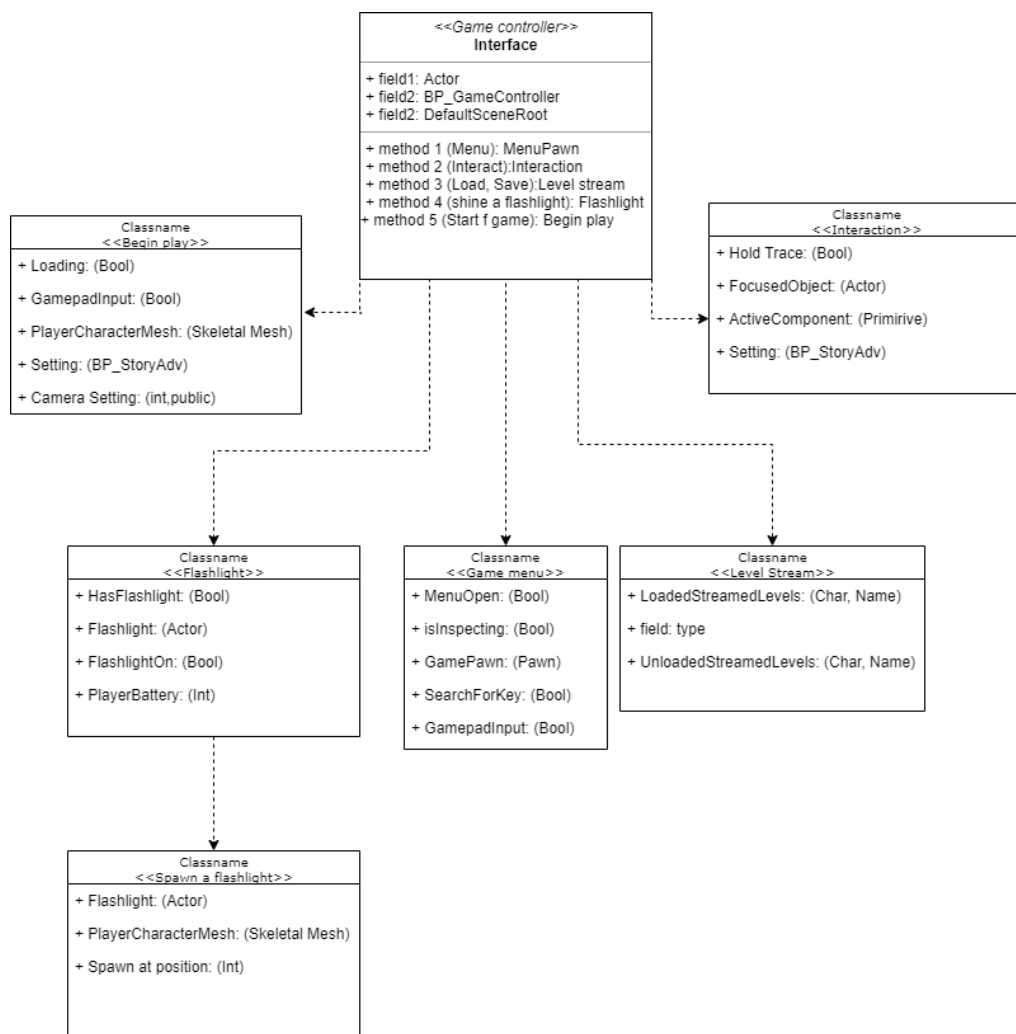 <<Game controller>>
Interface
+ field1: Actor
+ field2: BP_GameController
+ field2: DefaultSceneRoot
+ method 1 (Menu): MenuPawn
+ method 2 (Interact):Interaction
+ method 3 (Load, Save):Level stream
+ method 4 (shine a flashlight): Flashlight
+ method 5 (Start f game): Begin play
Classname
<<Begin play>>
+ Loading: (Bool)
+ GamepadInput: (Bool)
+ PlayerCharacterMesh: (Skeletal Mesh)
+ Setting: (BP_StoryAdv)
+ Camera Setting: (int,public)
Classname
<<Interaction>>
+ Hold Trace: (Bool)
+ FocusedObject: (Actor)
+ ActiveComponent: (Primirive)
+ Setting: (BP_StoryAdv)
Classname
<<Flashlight>>
+ HasFlashlight: (Bool)
+ Flashlight: (Actor)
+ FlashlightOn: (Bool)
+ PlayerBattery: (Int)
Classname
<<Game menu>>
+ MenuOpen: (Bool)
+ isInspecting: (Bool)
+ GamePawn: (Pawn)
+ SearchForKey: (Bool)
+ GamepadInput: (Bool)
Classname
<<Level Stream>>
+ LoadedStreamedLevels: (Char, Name)
+ field: type
+ UnloadedStreamedLevels: (Char, Name)
Classname
<<Spawn a flashlight>>
+ Flashlight: (Actor)
+ PlayerCharacterMesh: (Skeletal Mesh)
+ Spawn at position: (Int)